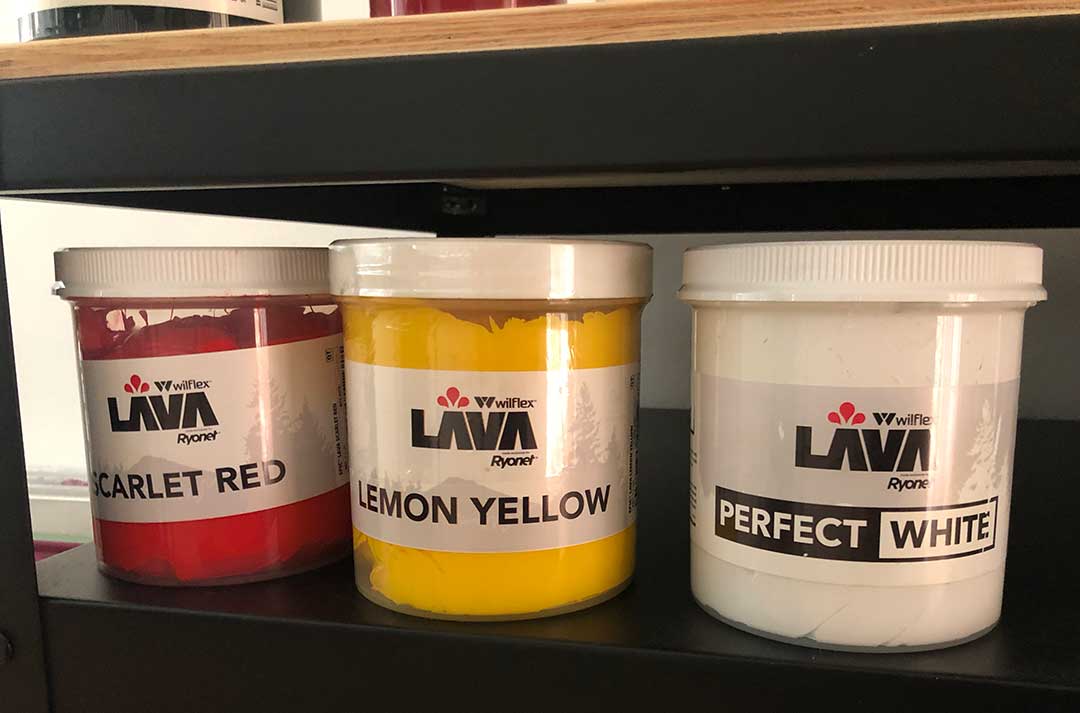 wilflex
LAVA
Ryonet
SCARLET RED
wilflex
LAVA
Ryonet
LEMON YELLOW
wilflex
LAVA
Ryonet
PERFECT WHITE